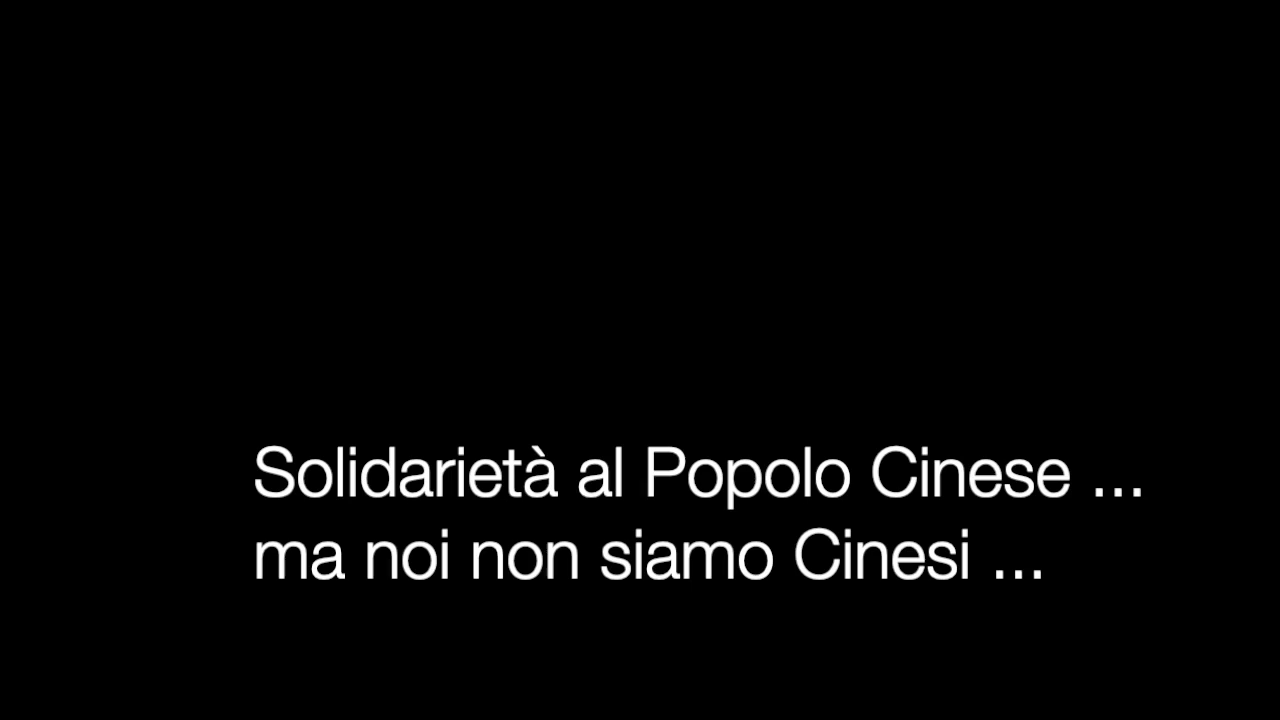 Solidarietà al Popolo Cinese ...
ma noi non siamo Cinesi ...